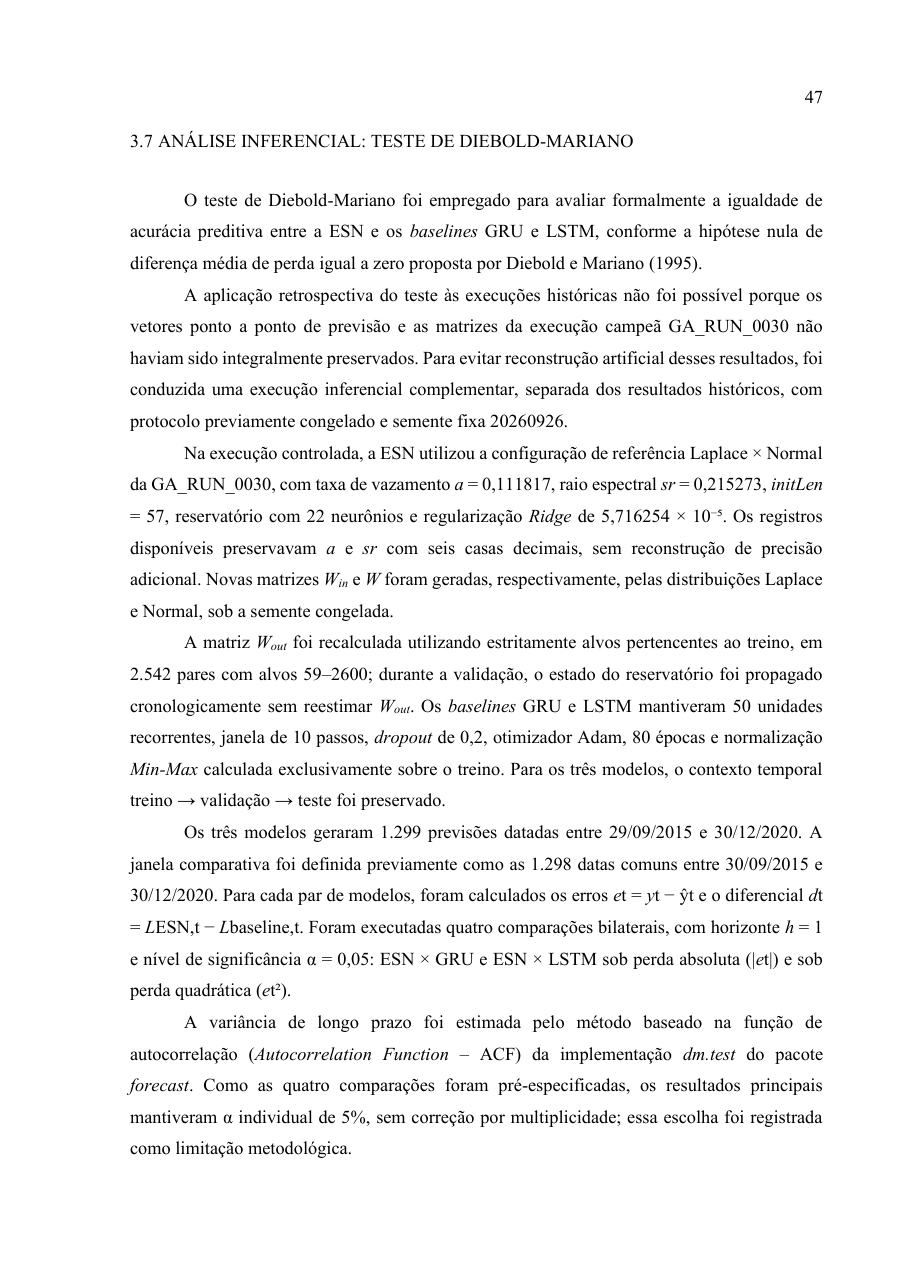 47
3.7 ANÁLISE INFERENCIAL: TESTE DE DIEBOLD-MARIANO
O teste de Diebold-Mariano foi empregado para avaliar formalmente a igualdade de
acurácia preditiva entre a ESN e os baselines GRU e LSTM, conforme a hipótese nula de
diferença média de perda igual a zero proposta por Diebold e Mariano (1995).
A aplicação retrospectiva do teste às execuções históricas não foi possível porque os
vetores ponto a ponto de previsão e as matrizes da execução campeã GA_RUN_0030 não
haviam sido integralmente preservados. Para evitar reconstrução artificial desses resultados, foi
conduzida uma execução inferencial complementar, separada dos resultados históricos, com
protocolo previamente congelado e semente fixa 20260926.
Na execução controlada, a ESN utilizou a configuração de referência Laplace × Normal
da GA_RUN_0030, com taxa de vazamento a = 0,111817, raio espectral sr = 0,215273, initLen
= 57, reservatório com 22 neurônios e regularização Ridge de 5,716254 × 10⁻⁵. Os registros
disponíveis preservavam a e sr com seis casas decimais, sem reconstrução de precisão
adicional. Novas matrizes Win e W foram geradas, respectivamente, pelas distribuições Laplace
e Normal, sob a semente congelada.
A matriz Wout foi recalculada utilizando estritamente alvos pertencentes ao treino, em
2.542 pares com alvos 59–2600; durante a validação, o estado do reservatório foi propagado
cronologicamente sem reestimar Wout. Os baselines GRU e LSTM mantiveram 50 unidades
recorrentes, janela de 10 passos, dropout de 0,2, otimizador Adam, 80 épocas e normalização
Min-Max calculada exclusivamente sobre o treino. Para os três modelos, o contexto temporal
treino → validação → teste foi preservado.
Os três modelos geraram 1.299 previsões datadas entre 29/09/2015 e 30/12/2020. A
janela comparativa foi definida previamente como as 1.298 datas comuns entre 30/09/2015 e
30/12/2020. Para cada par de modelos, foram calculados os erros et = yt − ŷt e o diferencial dt
= LESN,t − Lbaseline,t. Foram executadas quatro comparações bilaterais, com horizonte h = 1
e nível de significância α = 0,05: ESN × GRU e ESN × LSTM sob perda absoluta (|et|) e sob
perda quadrática (et²).
A variância de longo prazo foi estimada pelo método baseado na função de
autocorrelação (Autocorrelation Function – ACF) da implementação dm.test do pacote
forecast. Como as quatro comparações foram pré-especificadas, os resultados principais
mantiveram α individual de 5%, sem correção por multiplicidade; essa escolha foi registrada
como limitação metodológica.